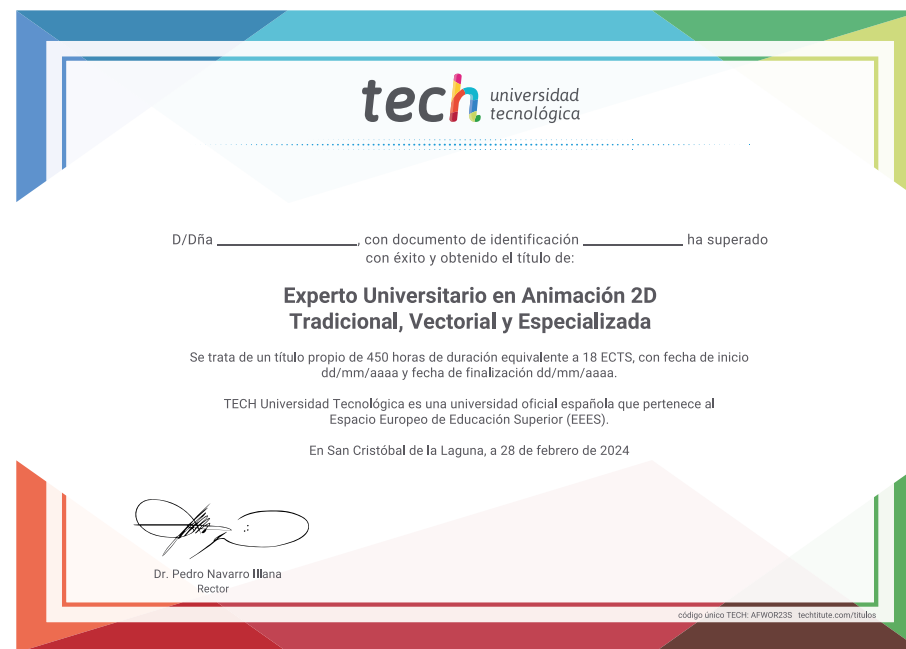 tech universidad
tecnológica
D/Dña ______________, con documento de identificación __________ ha superado
con éxito y obtenido el título de:
Experto Universitario en Animación 2D
Tradicional, Vectorial y Especializada
Se trata de un título propio de 450 horas de duración equivalente a 18 ECTS, con fecha de inicio
dd/mm/aaaa y fecha de finalización dd/mm/aaaa.
TECH Universidad Tecnológica es una universidad oficial española que pertenece al
Espacio Europeo de Educación Superior (EEES).
En San Cristóbal de la Laguna, a 28 de febrero de 2024
Dr. Pedro Navarro Illana
Rector
código único TECH: AFWOR23S techtitute.com/titulos